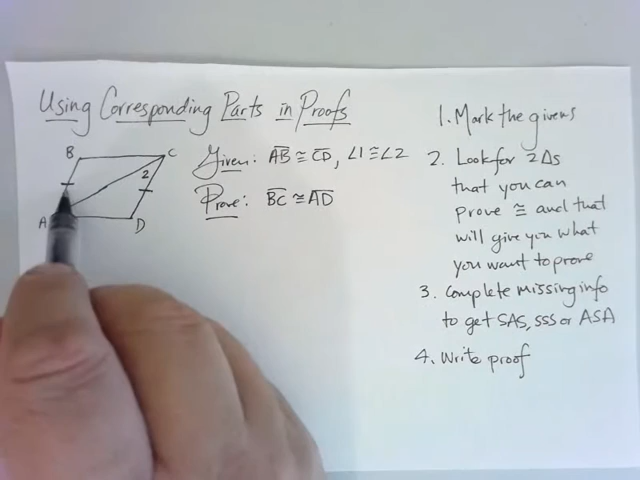 Using Corresponding Parts in Proofs
B
C
2
A
D
Given: AB ≅ CD, ∠1 ≅ ∠2
Prove: BC ≅ AD
1. Mark the givens
2. Look for 2 Δs
that you can
prove ≅ and that
will give you what
you want to prove
3. Complete missing info
to get SAS, SSS or ASA
4. Write proof